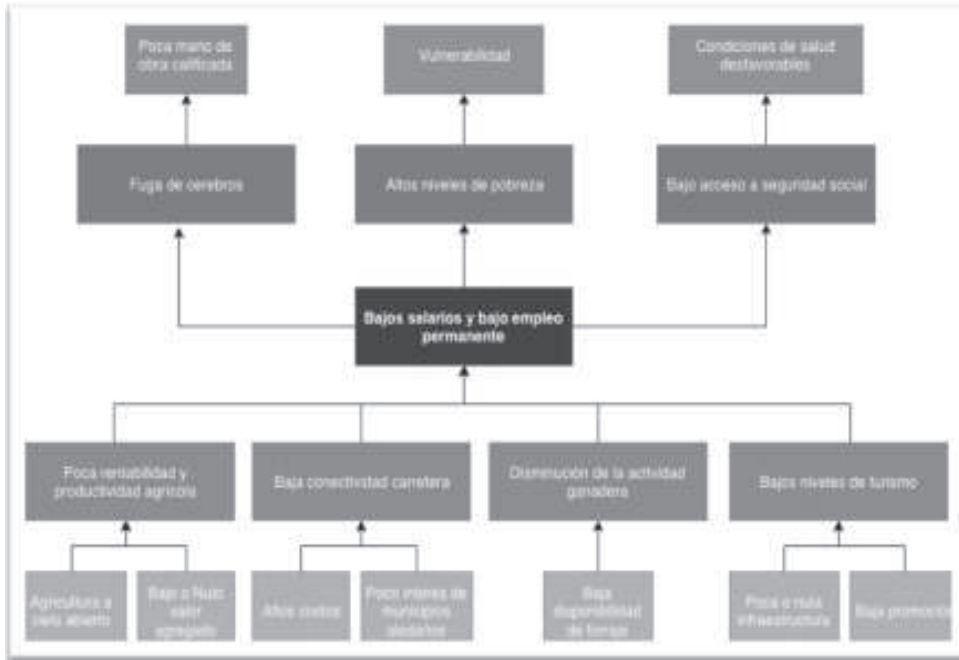 Poca mano de
obra calificada
Vulnerabilidad
Condiciones de salud
desfavorables
Fuga de cerebros
Altos niveles de pobreza
Bajo acceso a seguridad social
Bajos salarios y bajo empleo
permanente
Poca rentabilidad y
productividad agrícola
Baja conectividad carretera
Disminución de la actividad
ganadera
Bajos niveles de turismo
Agricultura a
cielo abierto
Bajo o Nulo
valor
agregado
Altos costos
Poco interés de
municipios
aledaños
Baja
disponibilidad
de forraje
Poca o nula
infraestructura
Baja promoción